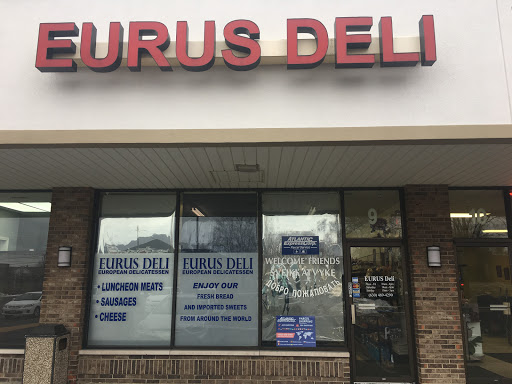 EURUS DELI
EURUS DELI
EUROPEAN DELICATESSEN
• LUNCHEON MEATS
• SAUSAGES
• CHEESE
EURUS DELI
EUROPEAN DELICATESSEN
ENJOY OUR
FRESH BREAD
AND IMPORTED SWEETS
FROM AROUND THE WORLD
WELCOME FRIENDS
ДОБРО ПОЖАЛОВАТЬ
9
EURUS Deli